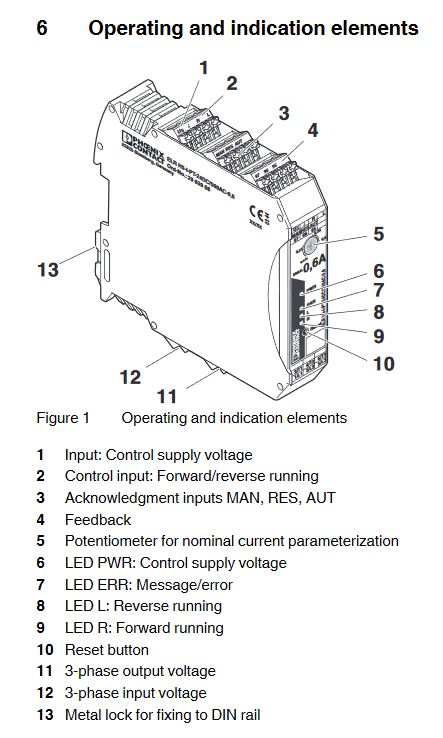 6 Operating and indication elements
1
2
3
4
PHOENIX
CONTACT
CE
0,6A
5
6
7
8
9
10
13
12
11
Figure 1 Operating and indication elements
1 Input: Control supply voltage
2 Control input: Forward/reverse running
3 Acknowledgment inputs MAN, RES, AUT
4 Feedback
5 Potentiometer for nominal current parameterization
6 LED PWR: Control supply voltage
7 LED ERR: Message/error
8 LED L: Reverse running
9 LED R: Forward running
10 Reset button
11 3-phase output voltage
12 3-phase input voltage
13 Metal lock for fixing to DIN rail